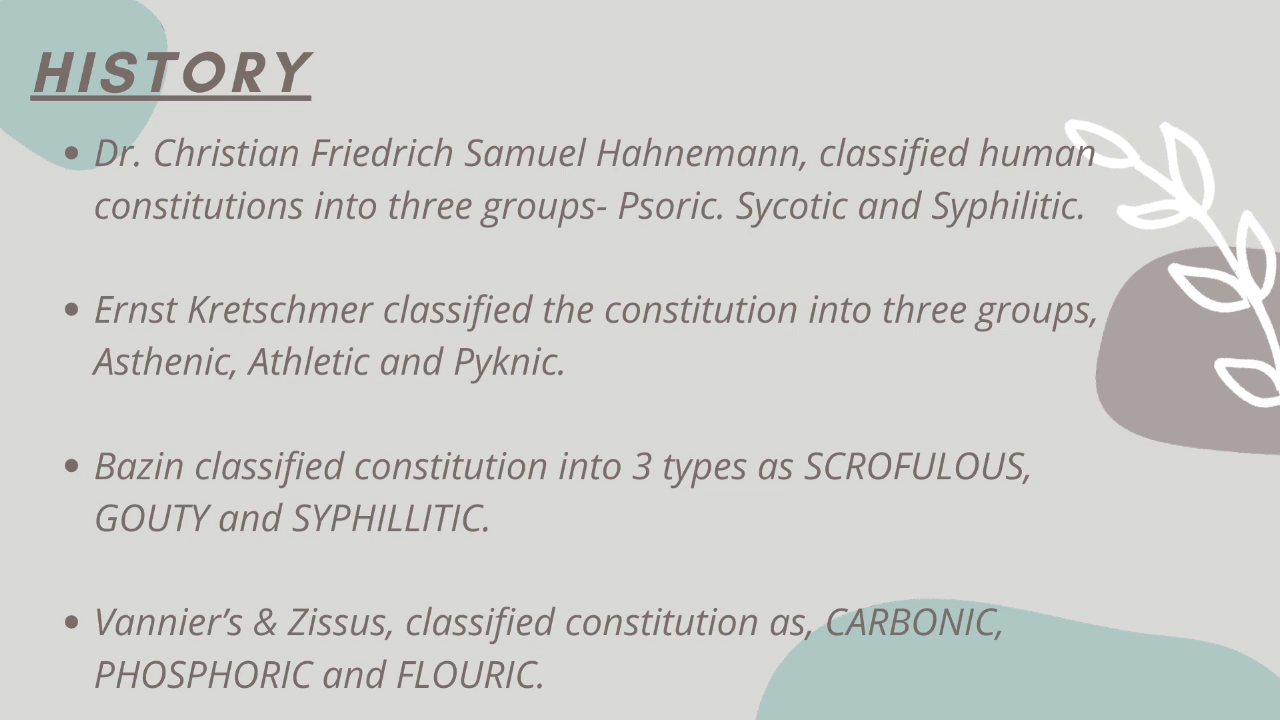 HISTORY
• Dr. Christian Friedrich Samuel Hahnemann, classified human
constitutions into three groups- Psoric. Sycotic and Syphilitic.
• Ernst Kretschmer classified the constitution into three groups,
Asthenic, Athletic and Pyknic.
• Bazin classified constitution into 3 types as SCROFULOUS,
GOUTY and SYPHILLITIC.
• Vannier’s & Zissus, classified constitution as, CARBONIC,
PHOSPHORIC and FLOURIC.